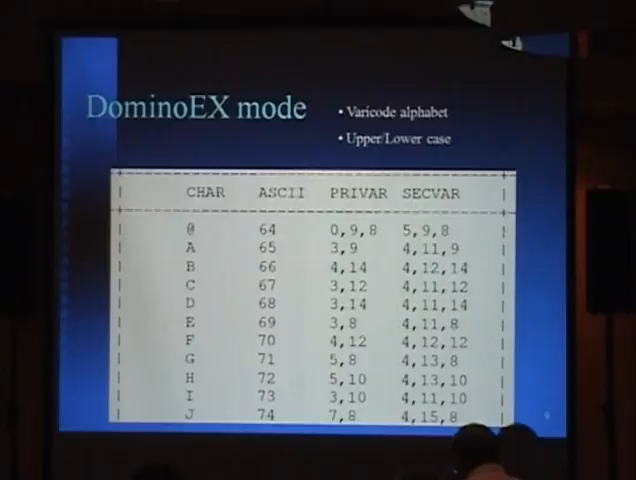 DominoEX mode
• Varicode alphabet
• Upper/Lower case
CHAR ASCII PRIVAR SECVAR
@ 64 0,9,8 5,9,8
A 65 3,9 4,11,9
B 66 4,14 4,12,14
C 67 3,12 4,11,12
D 68 3,14 4,11,14
E 69 3,8 4,11,8
F 70 4,12 4,12,12
G 71 5,8 4,13,8
H 72 5,10 4,13,10
I 73 3,10 4,11,10
J 74 7,8 4,15,8
9